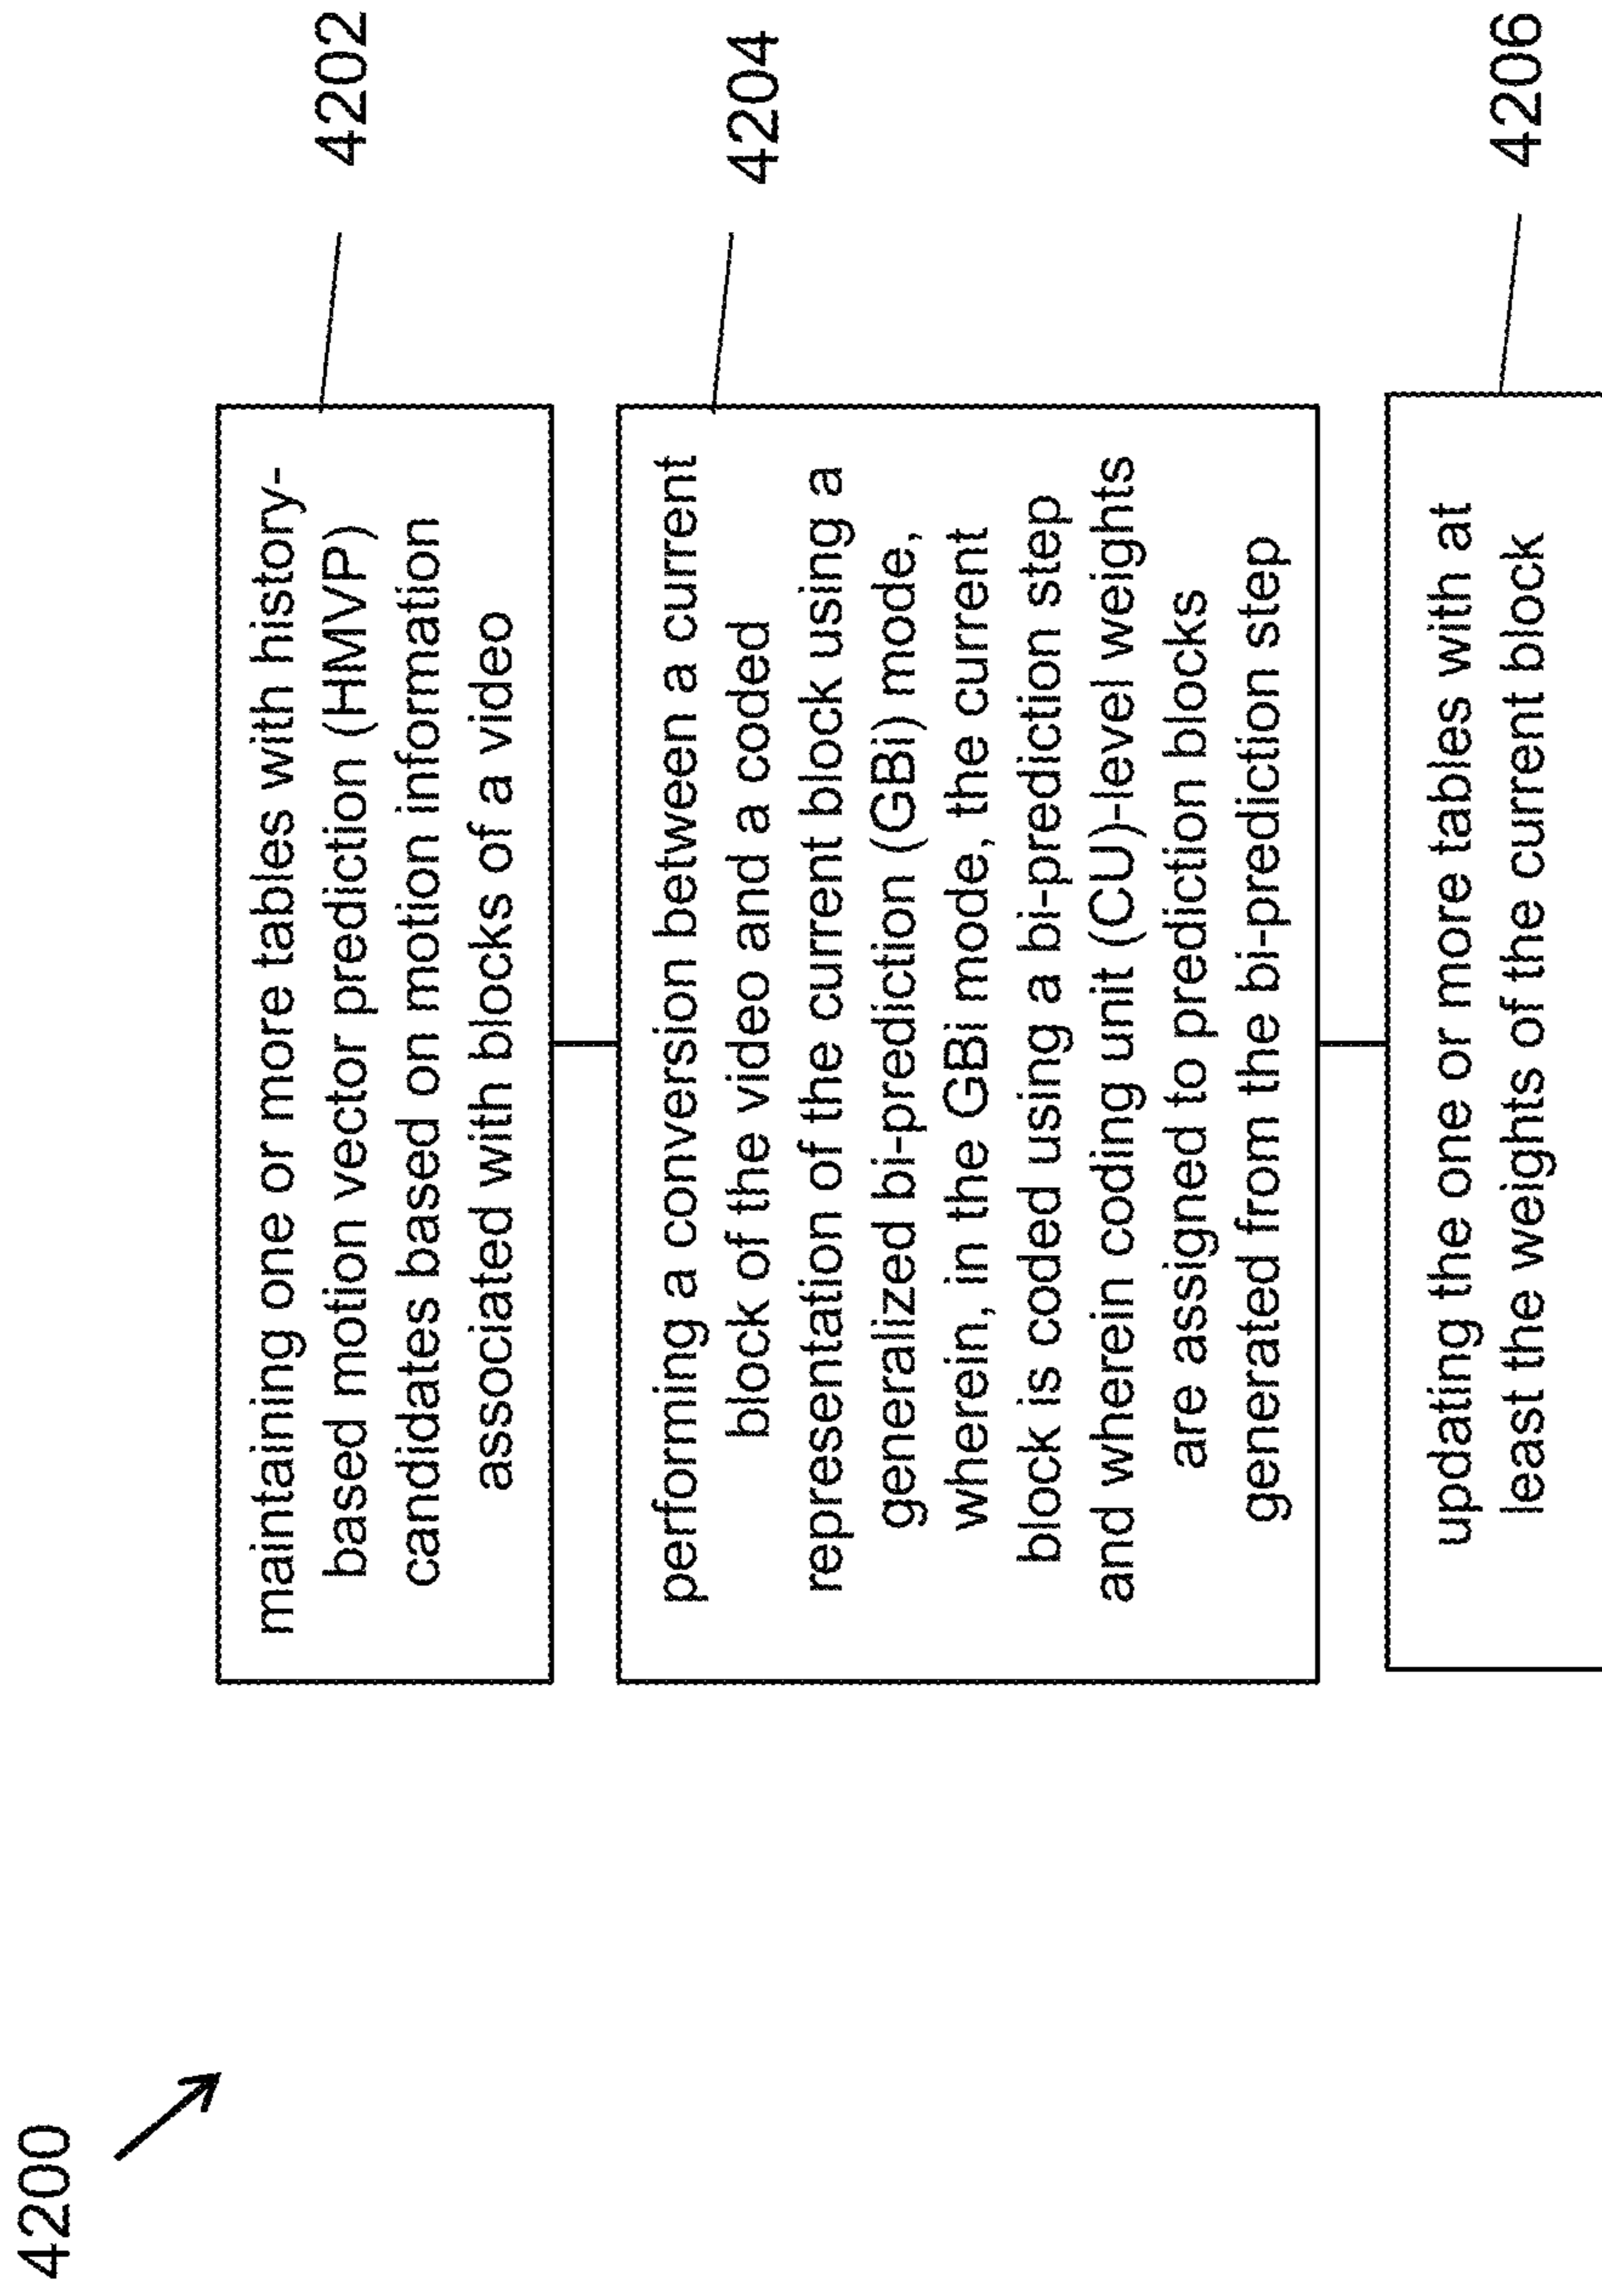 4200
maintaining one or more tables with history-
based motion vector prediction (HMVP)
candidates based on motion information
associated with blocks of a video
4202
performing a conversion between a current
block of the video and a coded
representation of the current block using a
generalized bi-prediction (GBi) mode,
wherein, in the GBi mode, the current
block is coded using a bi-prediction step
and wherein coding unit (CU)-level weights
are assigned to prediction blocks
generated from the bi-prediction step
4204
updating the one or more tables with at
least the weights of the current block
4206